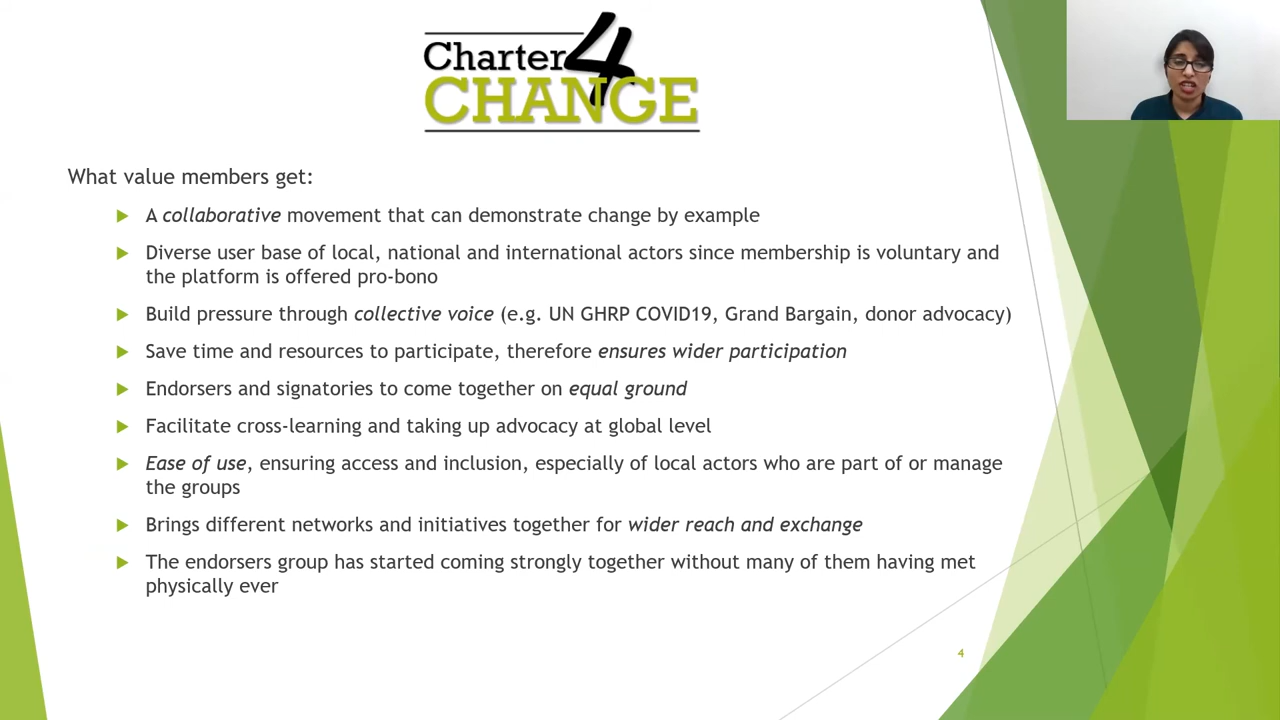 Charter 4
CHANGE
What value members get:
A collaborative movement that can demonstrate change by example
Diverse user base of local, national and international actors since membership is voluntary and
the platform is offered pro-bono
Build pressure through collective voice (e.g. UN GHRP COVID19, Grand Bargain, donor advocacy)
Save time and resources to participate, therefore ensures wider participation
Endorsers and signatories to come together on equal ground
Facilitate cross-learning and taking up advocacy at global level
Ease of use, ensuring access and inclusion, especially of local actors who are part of or manage
the groups
Brings different networks and initiatives together for wider reach and exchange
The endorsers group has started coming strongly together without many of them having met
physically ever
4